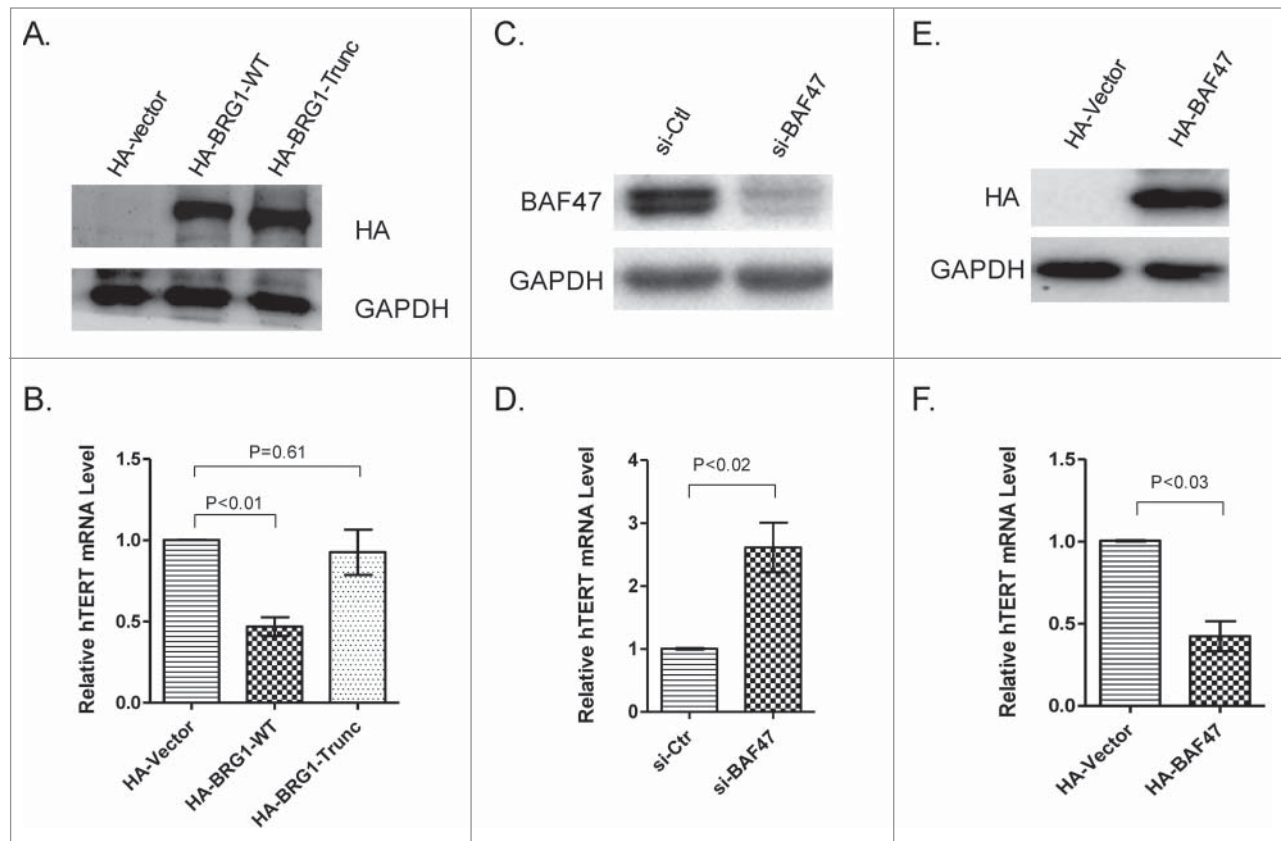 A.
HA-vector
HA-BRG1-WT
HA-BRG1-Trunc
HA
GAPDH
C.
si-Ctl
si-BAF47
BAF47
GAPDH
E.
HA-Vector
HA-BAF47
HA
GAPDH
B.
Relative hTERT mRNA Level
1.5
1.0
0.5
0.0
P=0.61
P<0.01
HA-Vector
HA-BRG1-WT
HA-BRG1-Trunc
D.
Relative hTERT mRNA Level
4
3
2
1
0
P<0.02
si-Ctr
si-BAF47
F.
Relative hTERT mRNA Level
1.5
1.0
0.5
0.0
P<0.03
HA-Vector
HA-BAF47